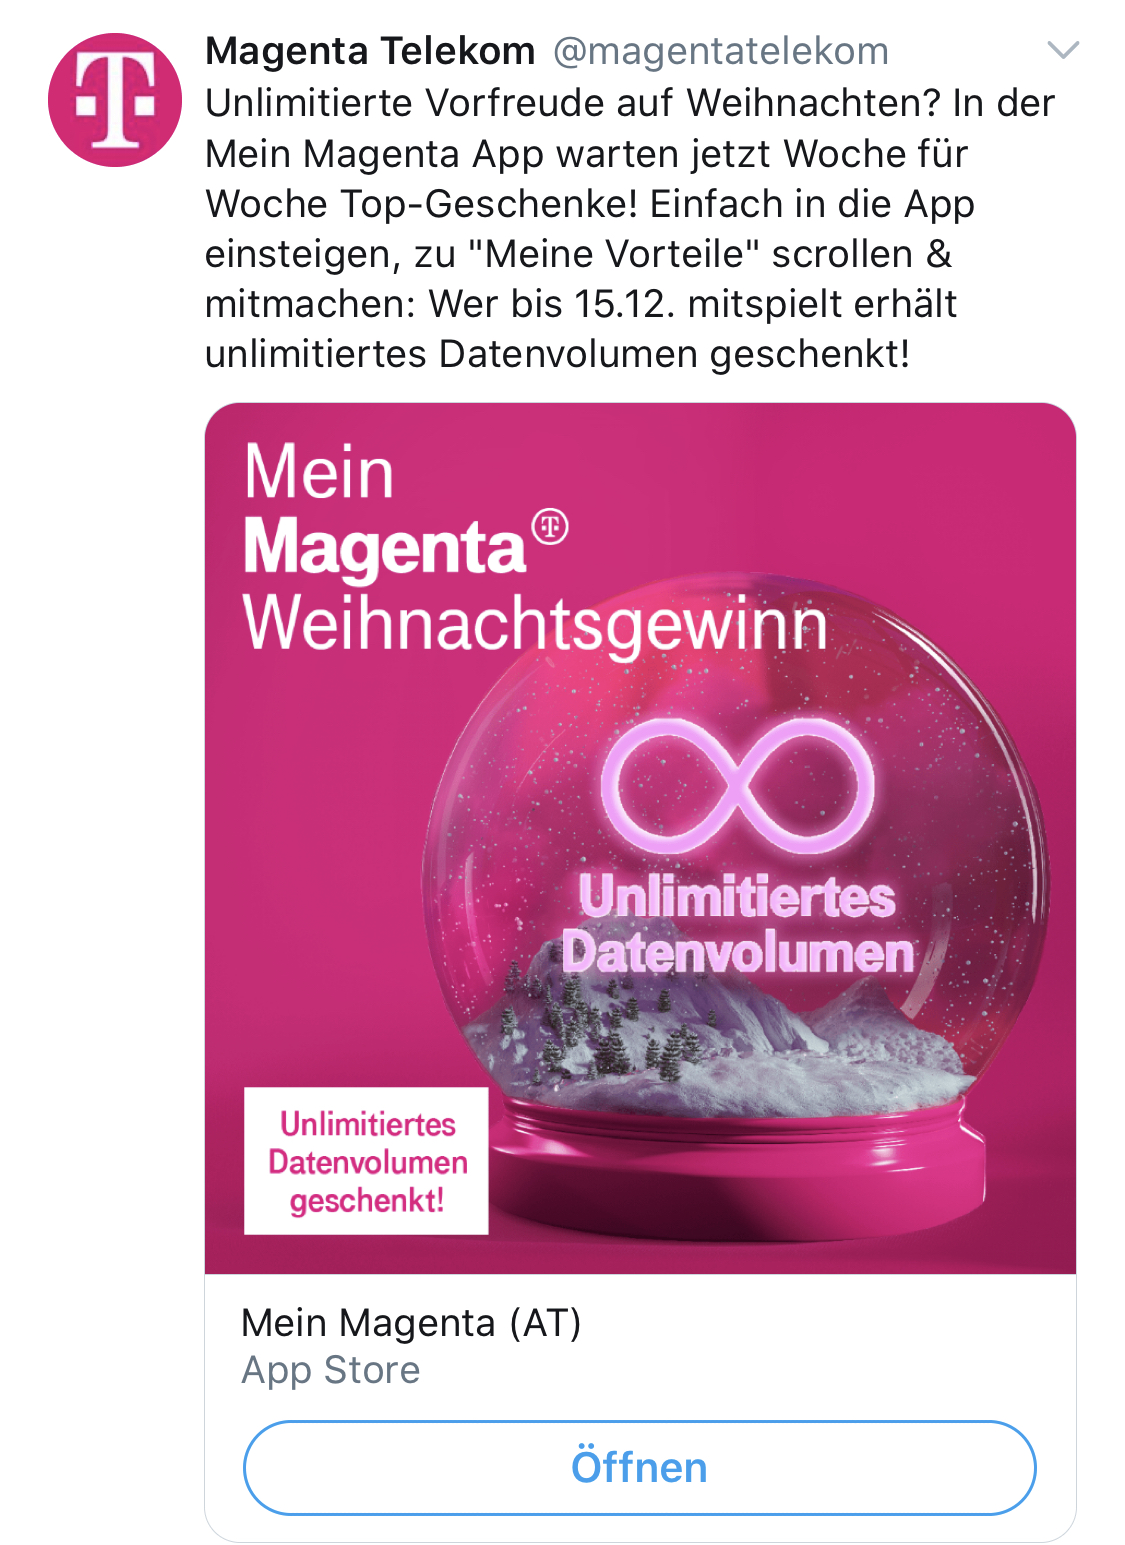 Magenta Telekom @magentatelekom
Unlimitierte Vorfreude auf Weihnachten? In der
Mein Magenta App warten jetzt Woche für
Woche Top-Geschenke! Einfach in die App
einsteigen, zu "Meine Vorteile" scrollen &
mitmachen: Wer bis 15.12. mitspielt erhält
unlimitiertes Datenvolumen geschenkt!
Mein
Magenta
Weihnachtsgewinn
Unlimitiertes
Datenvolumen
Unlimitiertes
Datenvolumen
geschenkt!
Mein Magenta (AT)
App Store
Öffnen